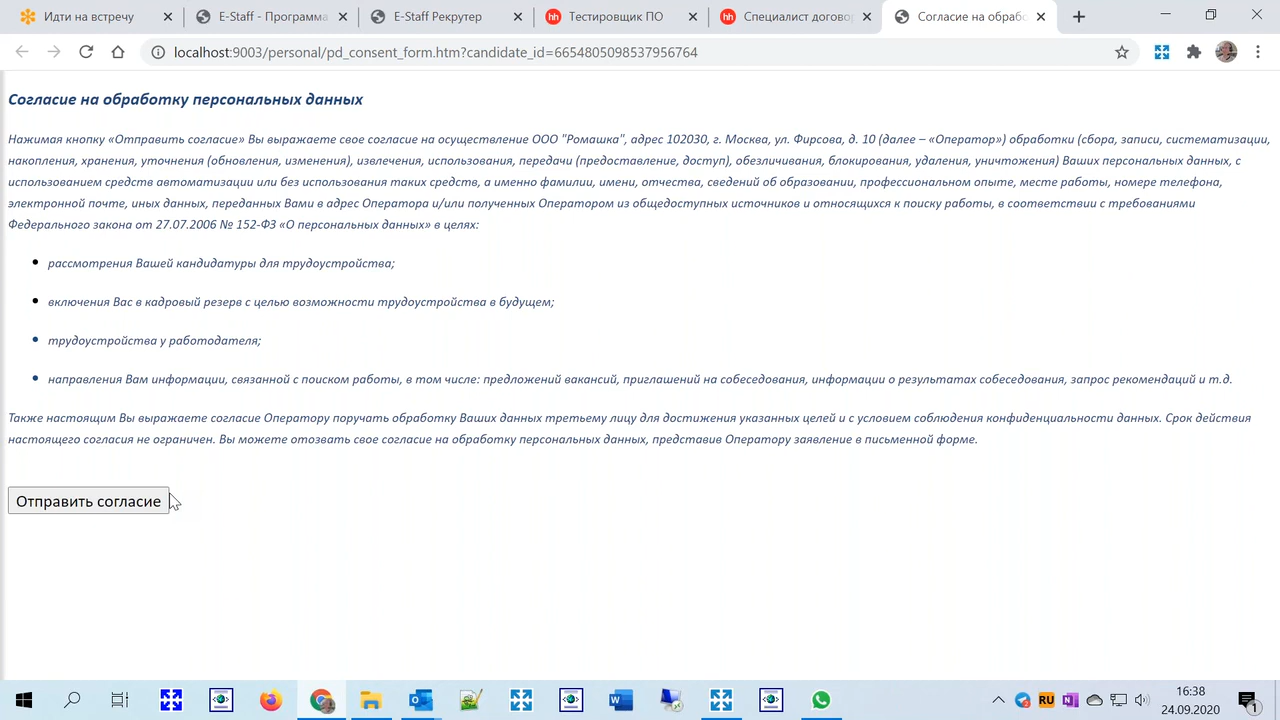 Идти на встречу
E-Staff - Программа
E-Staff Рекрутер
hh Тестировщик ПО
hh Специалист догово
Согласие на обрабо
localhost:9003/personal/pd_consent_form.htm?candidate_id=6654805098537956764
Согласие на обработку персональных данных
Нажимая кнопку «Отправить согласие» Вы выражаете свое согласие на осуществление ООО "Ромашка", адрес 102030, г. Москва, ул. Фирсова, д. 10 (далее – «Оператор») обработки (сбора, записи, систематизации,
накопления, хранения, уточнения (обновления, изменения), извлечения, использования, передачи (предоставление, доступ), обезличивания, блокирования, удаления, уничтожения) Ваших персональных данных, с
использованием средств автоматизации или без использования таких средств, а именно фамилии, имени, отчества, сведений об образовании, профессиональном опыте, месте работы, номере телефона,
электронной почте, иных данных, переданных Вами в адрес Оператора и/или полученных Оператором из общедоступных источников и относящихся к поиску работы, в соответствии с требованиями
Федерального закона от 27.07.2006 № 152-ФЗ «О персональных данных» в целях:
• рассмотрения Вашей кандидатуры для трудоустройства;
• включения Вас в кадровый резерв с целью возможности трудоустройства в будущем;
• трудоустройства у работодателя;
• направления Вам информации, связанной с поиском работы, в том числе: предложений вакансий, приглашений на собеседования, информации о результатах собеседования, запрос рекомендаций и т.д.
Также настоящим Вы выражаете согласие Оператору поручать обработку Ваших данных третьему лицу для достижения указанных целей и с условием соблюдения конфиденциальности данных. Срок действия
настоящего согласия не ограничен. Вы можете отозвать свое согласие на обработку персональных данных, представив Оператору заявление в письменной форме.
Отправить согласие
RU
16:38
24.09.2020
1